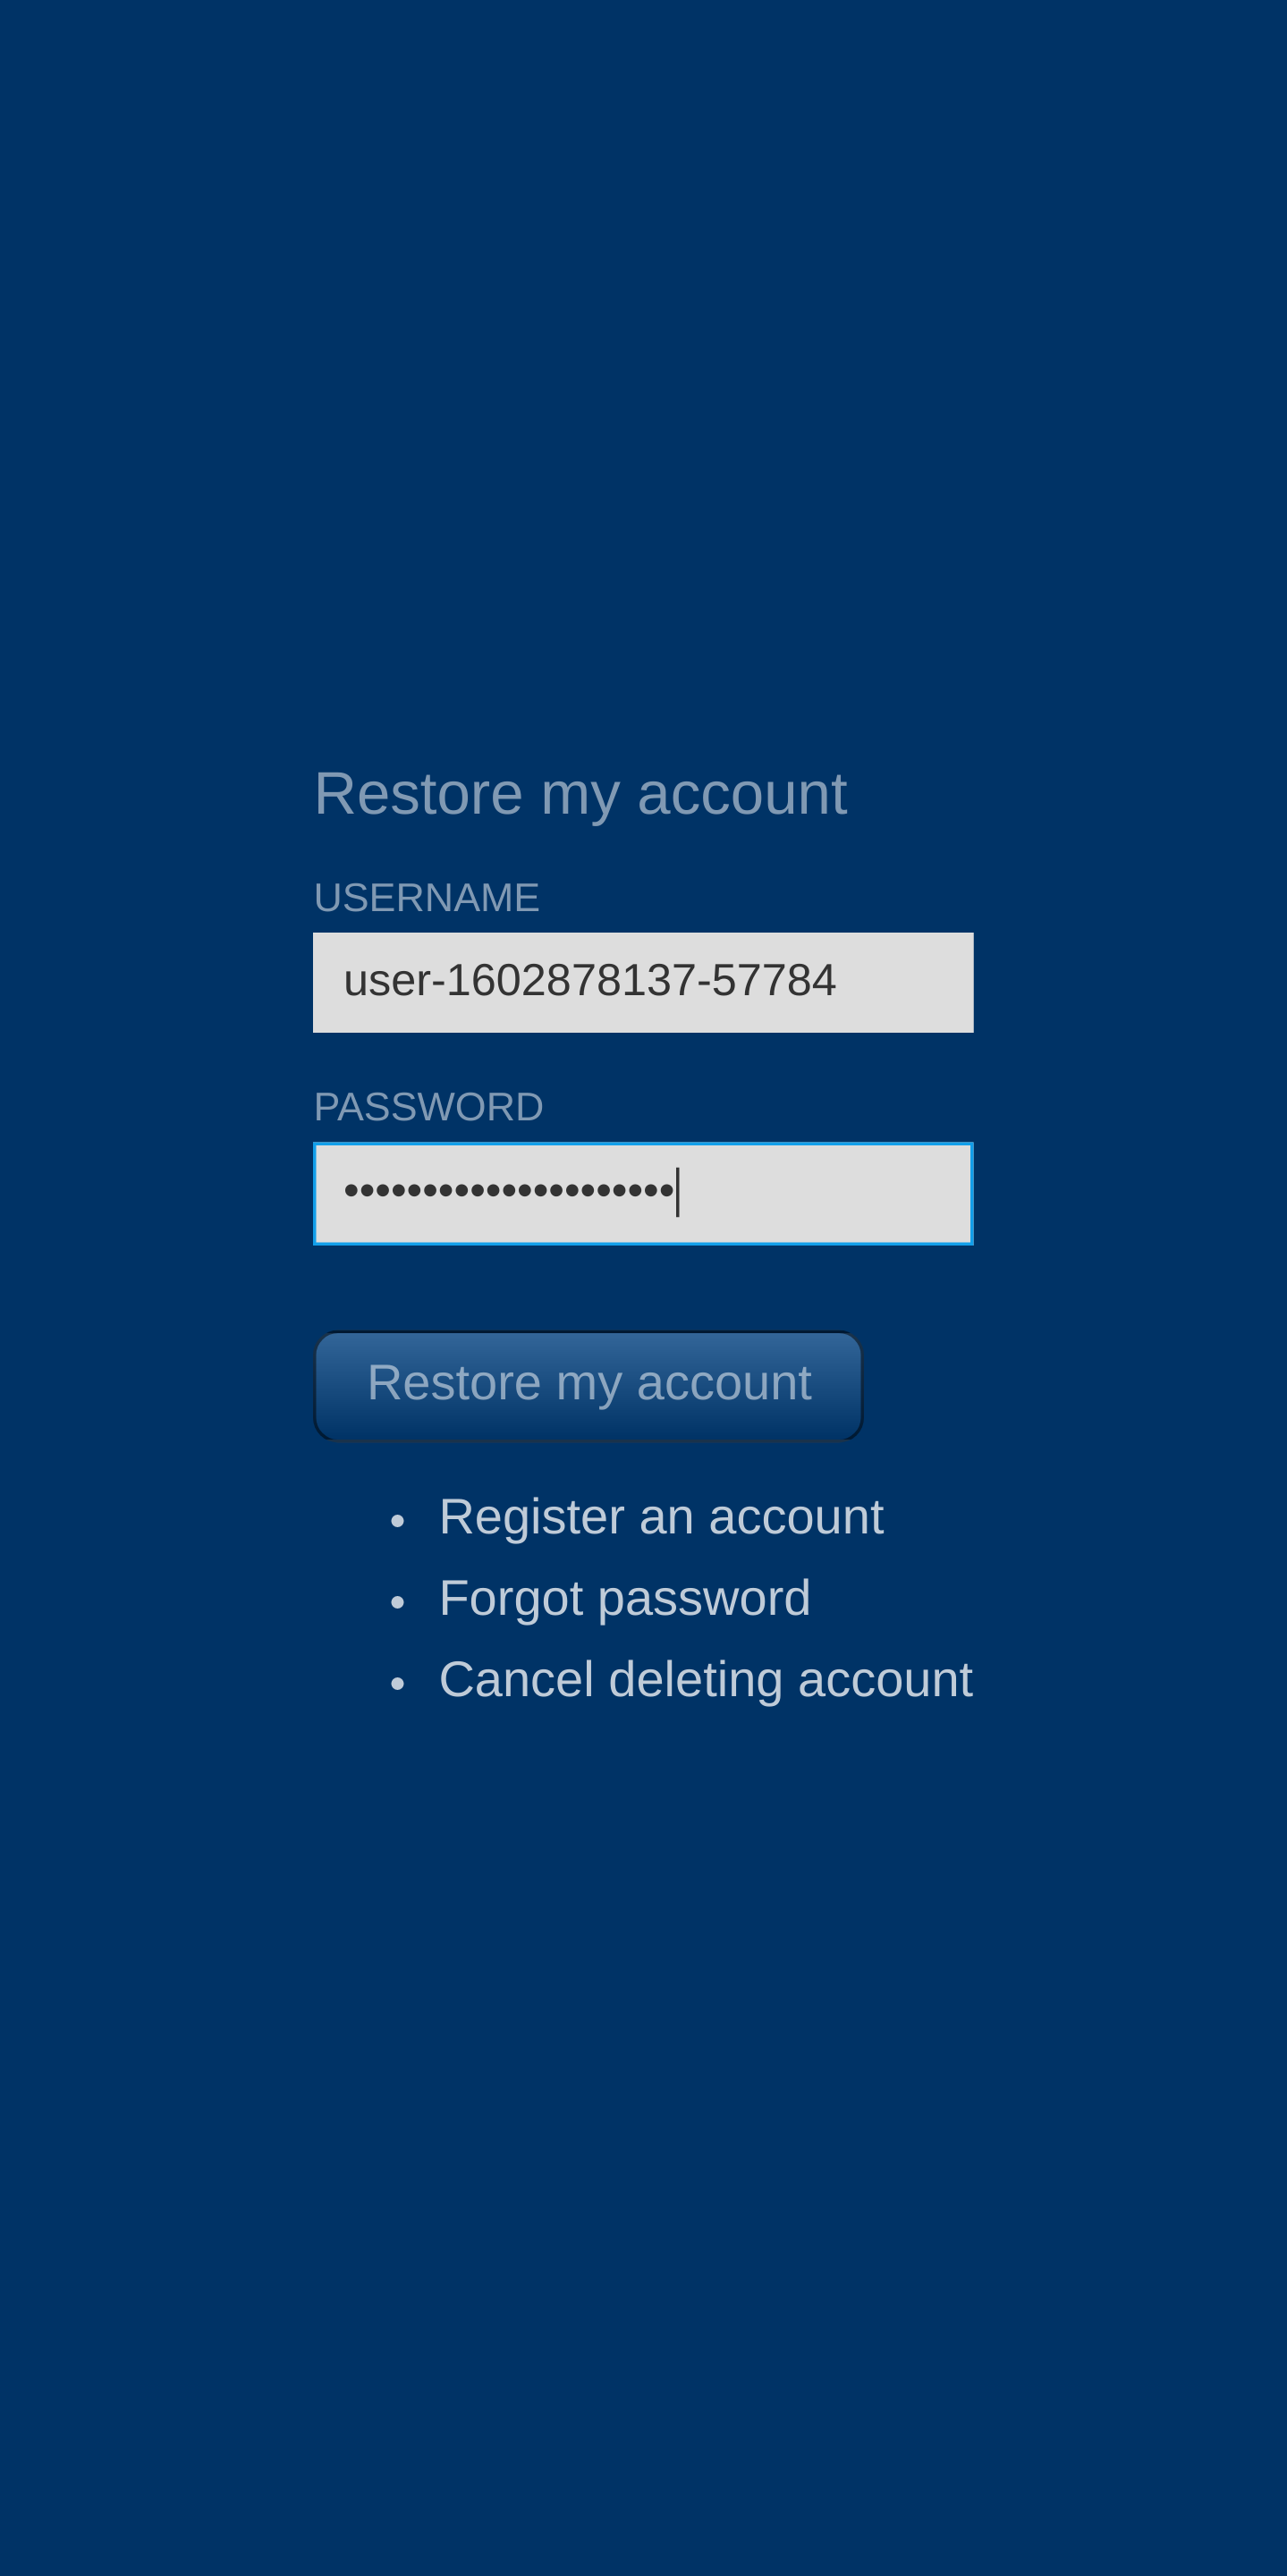 Restore my account
USERNAME
user-1602878137-57784
PASSWORD
•••••••••••••••••••••
Restore my account
• Register an account
• Forgot password
• Cancel deleting account